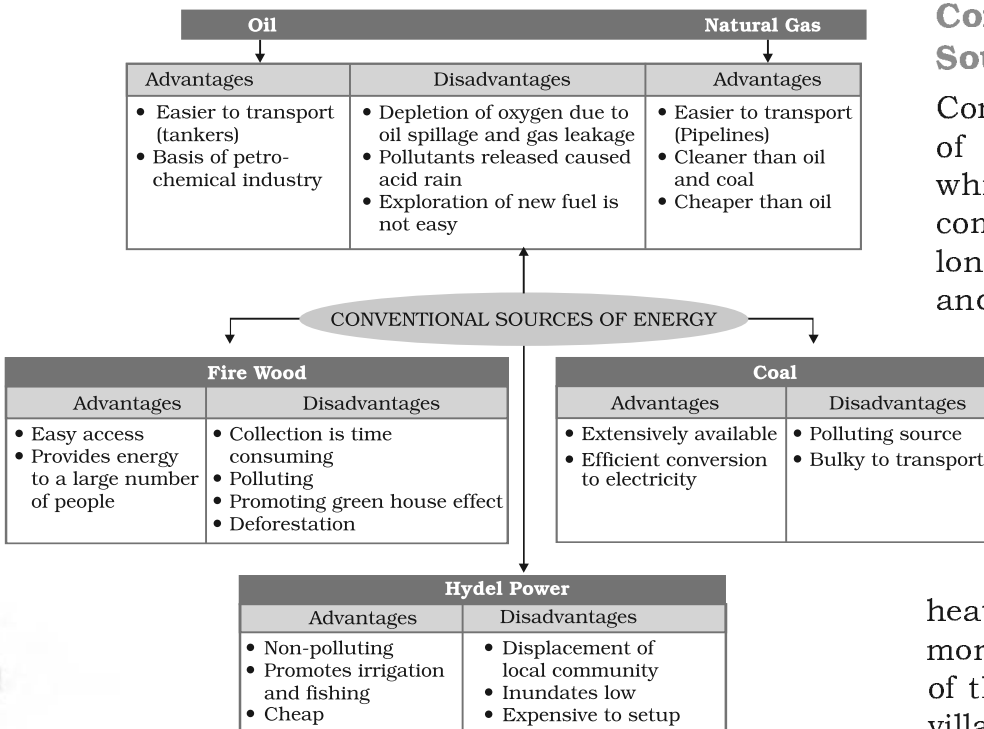 Oil Natural Gas
Advantages Disadvantages Advantages
• Easier to transport
(tankers)
• Basis of petro-
chemical industry
• Depletion of oxygen due to
oil spillage and gas leakage
• Pollutants released caused
acid rain
• Exploration of new fuel is
not easy
• Easier to transport
(Pipelines)
• Cleaner than oil
and coal
• Cheaper than oil
CONVENTIONAL SOURCES OF ENERGY
Fire Wood
Advantages Disadvantages
• Easy access
• Provides energy
to a large number
of people
• Collection is time
consuming
• Polluting
• Promoting green house effect
• Deforestation
Coal
Advantages Disadvantages
• Extensively available
• Efficient conversion
to electricity
• Polluting source
• Bulky to transport
Hydel Power
Advantages Disadvantages
• Non-polluting
• Promotes irrigation
and fishing
• Cheap
• Displacement of
local community
• Inundates low
• Expensive to setup
of
and
of